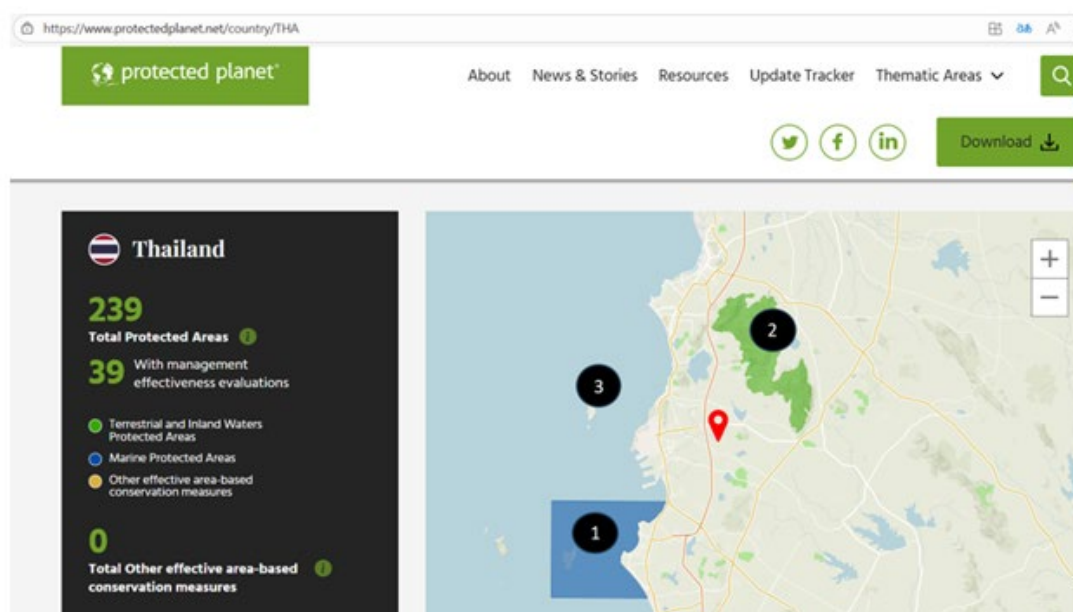 https://www.protectedplanet.net/country/THA
protected planet
About News & Stories Resources Update Tracker Thematic Areas
Download
Thailand
239
Total Protected Areas
39 With management
effectiveness evaluations
Terrestrial and Inland Waters
Protected Areas
Marine Protected Areas
Other effective area-based
conservation measures
0
Total Other effective area-based
conservation measures
2
3
1
+
−